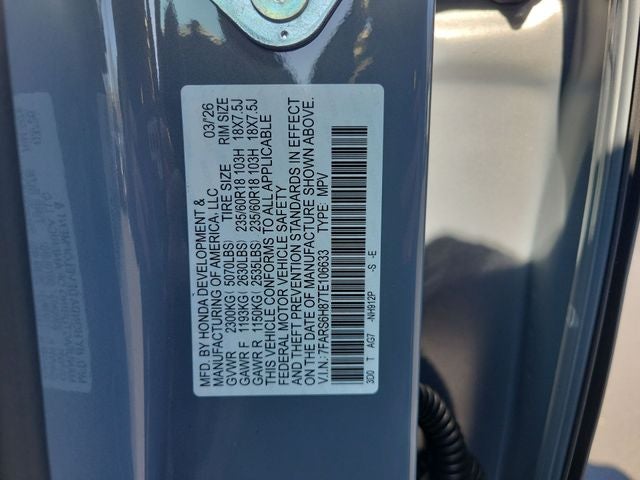 MFD. BY HONDA DEVELOPMENT &
MANUFACTURING OF AMERICA, LLC 03/26
GVWR 2300KG( 5070LBS) TIRE SIZE RIM SIZE
GAWR F 1193KG( 2630LBS) 235/60R18 103H 18X7.5J
GAWR R 1150KG( 2535LBS) 235/60R18 103H 18X7.5J
THIS VEHICLE CONFORMS TO ALL APPLICABLE
FEDERAL MOTOR VEHICLE SAFETY
AND THEFT PREVENTION STANDARDS IN EFFECT
ON THE DATE OF MANUFACTURE SHOWN ABOVE.
V.I.N.: 7FARS6H87TE106633 TYPE MPV
3D0 T AG7 -NH912P -S -E